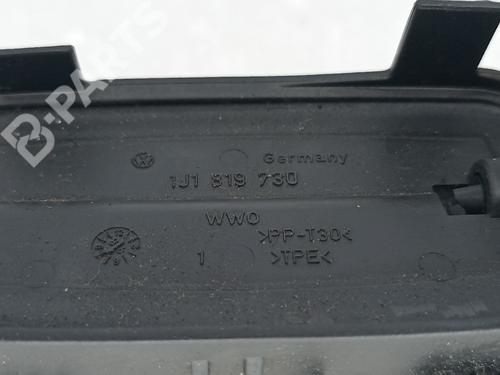 Germany
1J1 819 730
WWO
>PP-T30<
1
>TPE<
B-PARTS